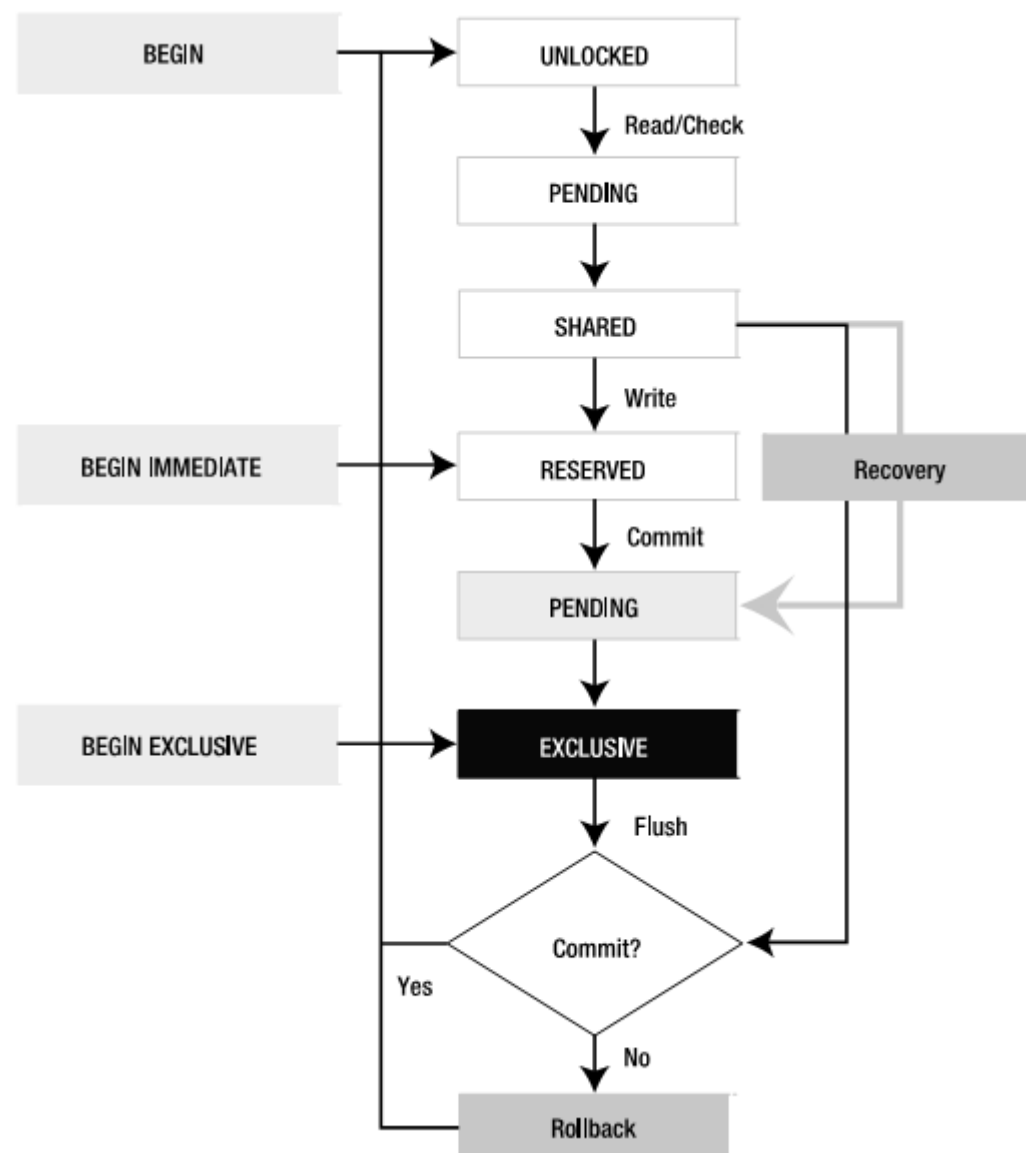 BEGIN
UNLOCKED
Read/Check
PENDING
SHARED
Write
BEGIN IMMEDIATE
RESERVED
Recovery
Commit
PENDING
BEGIN EXCLUSIVE
EXCLUSIVE
Flush
Commit?
Yes
No
Rollback